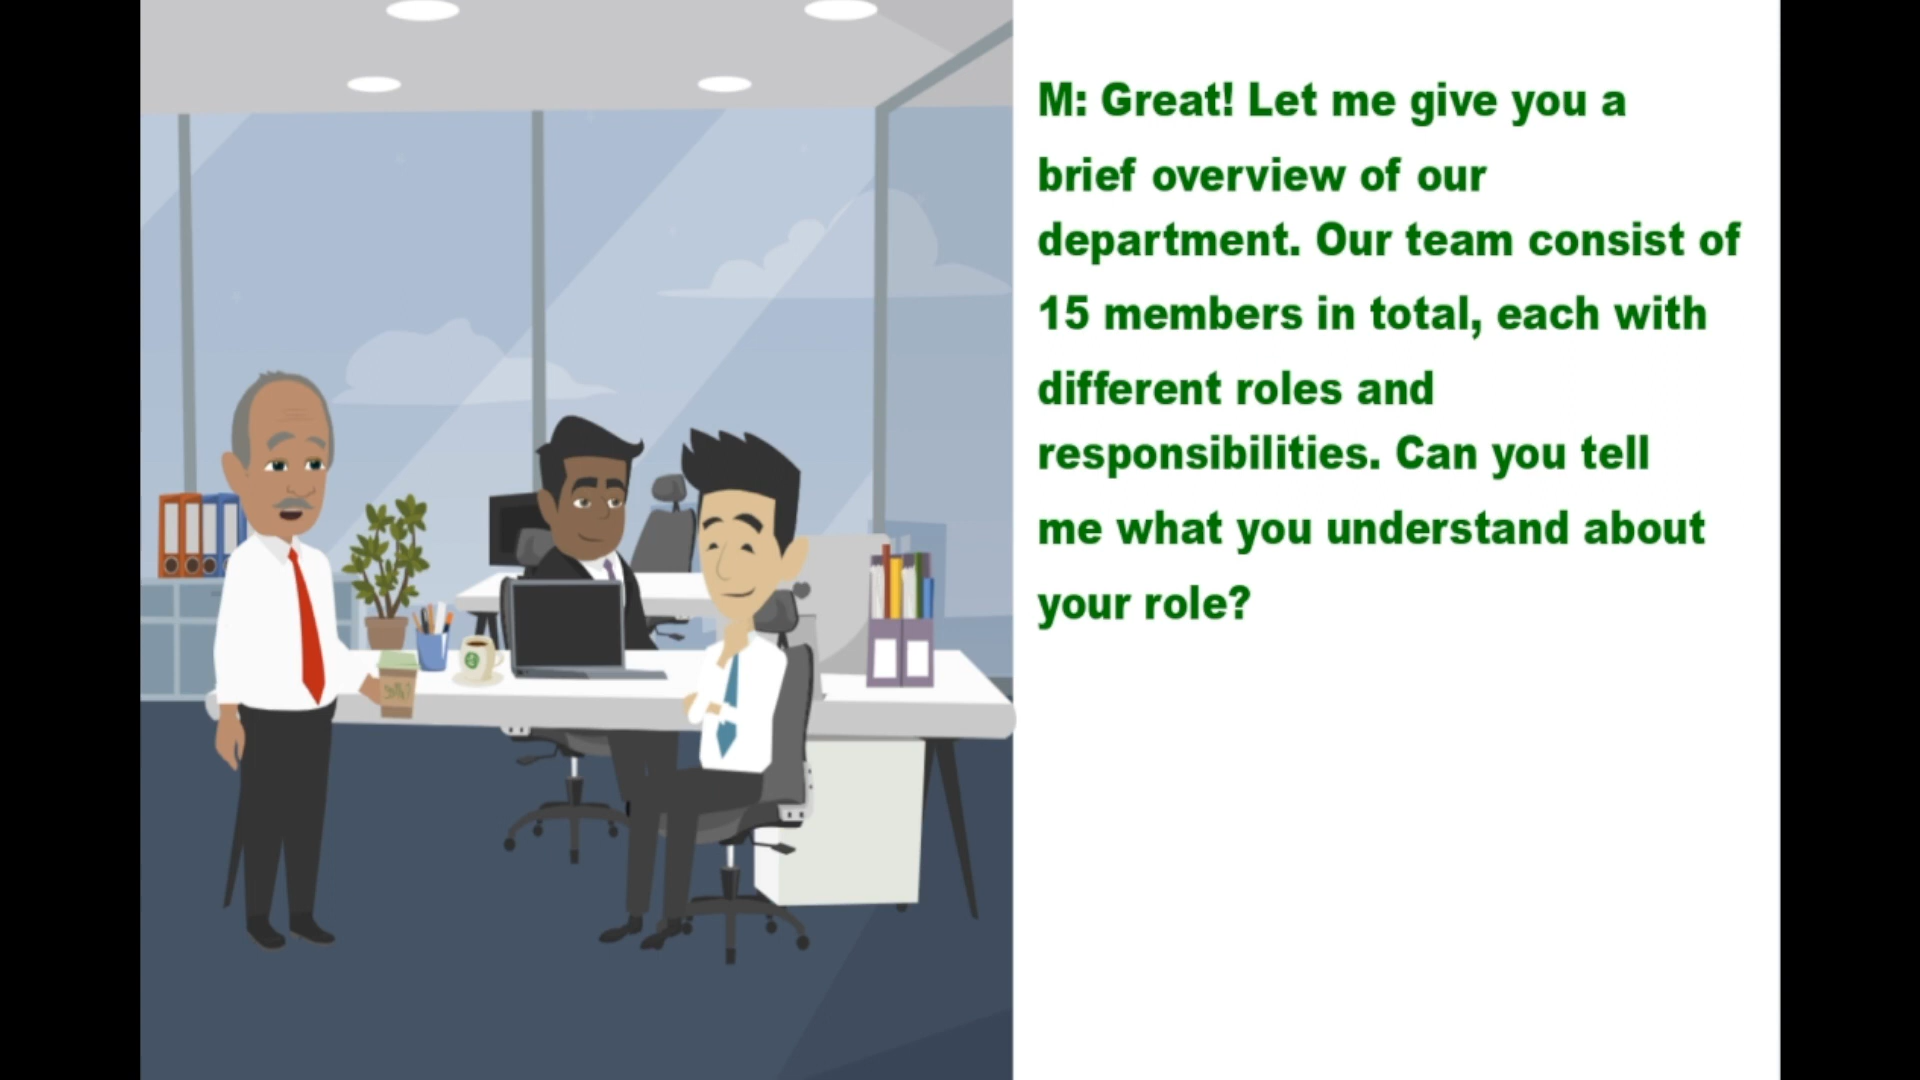 M: Great! Let me give you a
brief overview of our
department. Our team consist of
15 members in total, each with
different roles and
responsibilities. Can you tell
me what you understand about
your role?